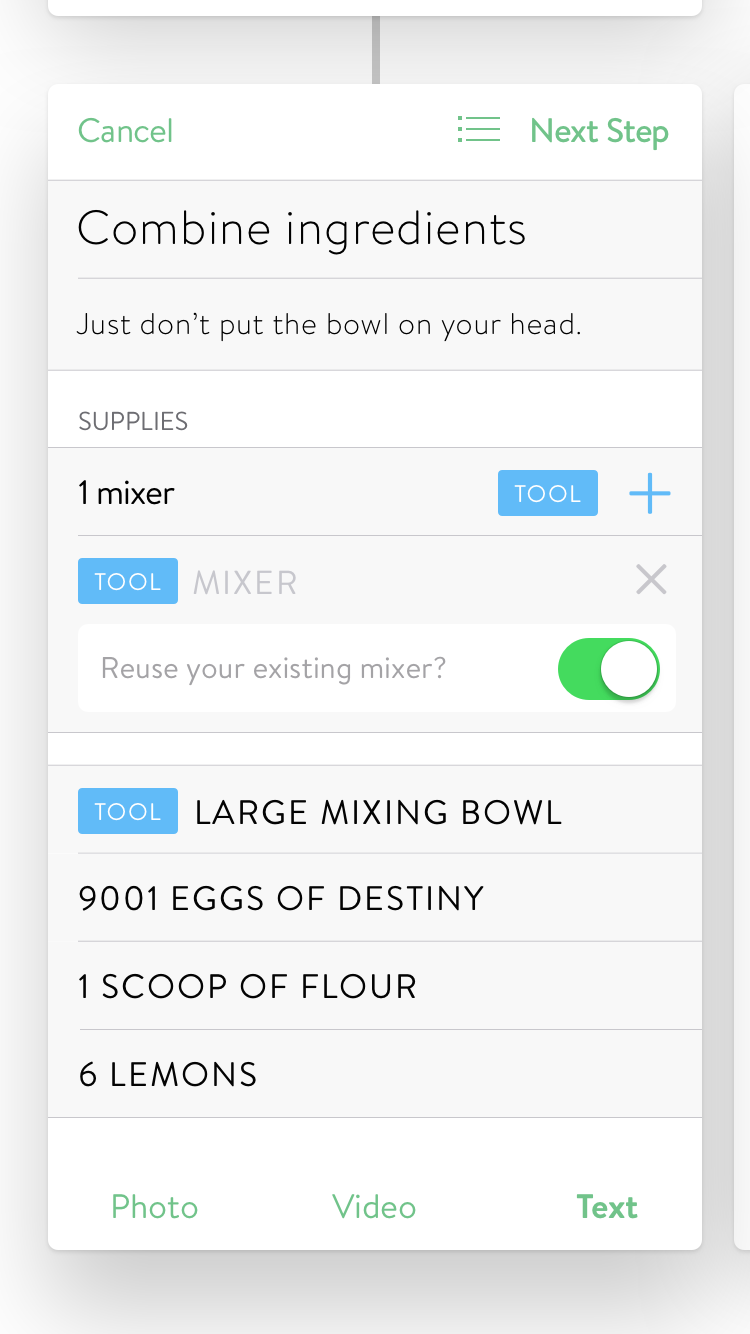 Cancel Next Step
Combine ingredients
Just don’t put the bowl on your head.
SUPPLIES
1 mixer TOOL
TOOL MIXER
Reuse your existing mixer?
TOOL LARGE MIXING BOWL
9001 EGGS OF DESTINY
1 SCOOP OF FLOUR
6 LEMONS
Photo Video Text